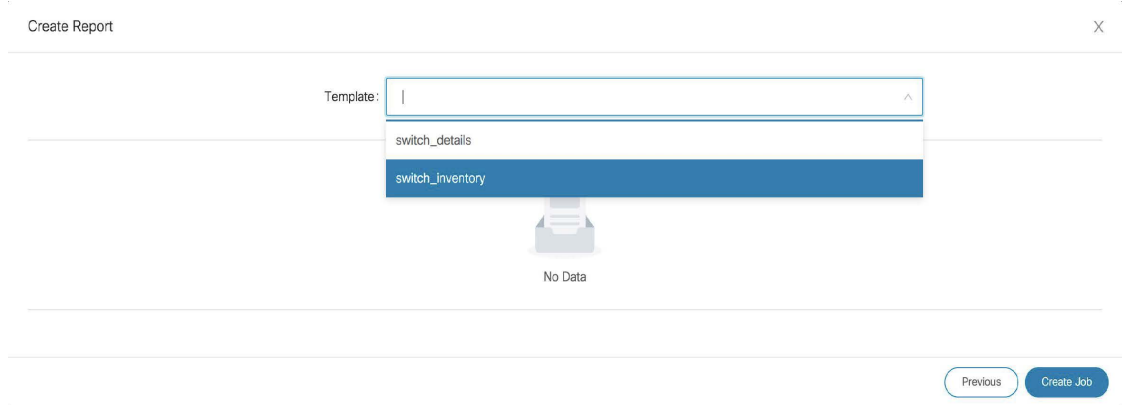 Create Report
X
Template:
switch_details
switch_inventory
No Data
Previous
Create Job